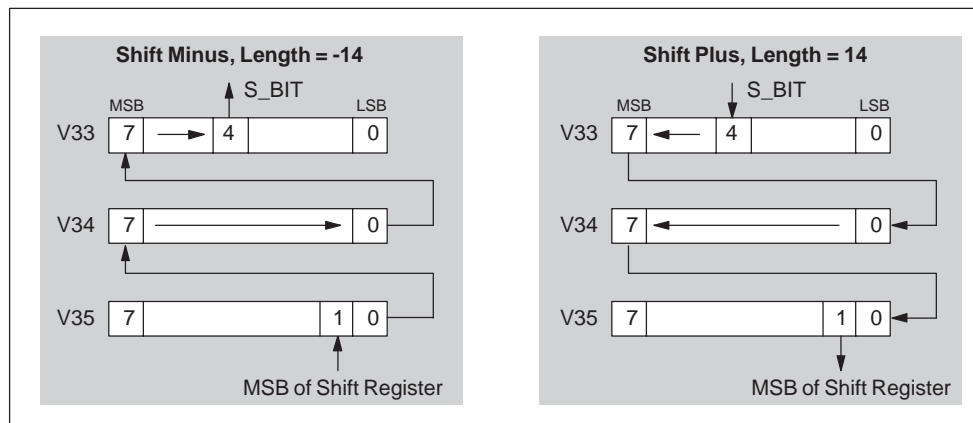 Shift Minus, Length = -14
S_BIT
MSB
LSB
V33 7 4 0
V34 7 0
V35 7 1 0
MSB of Shift Register
Shift Plus, Length = 14
S_BIT
MSB
LSB
V33 7 4 0
V34 7 0
V35 7 1 0
MSB of Shift Register